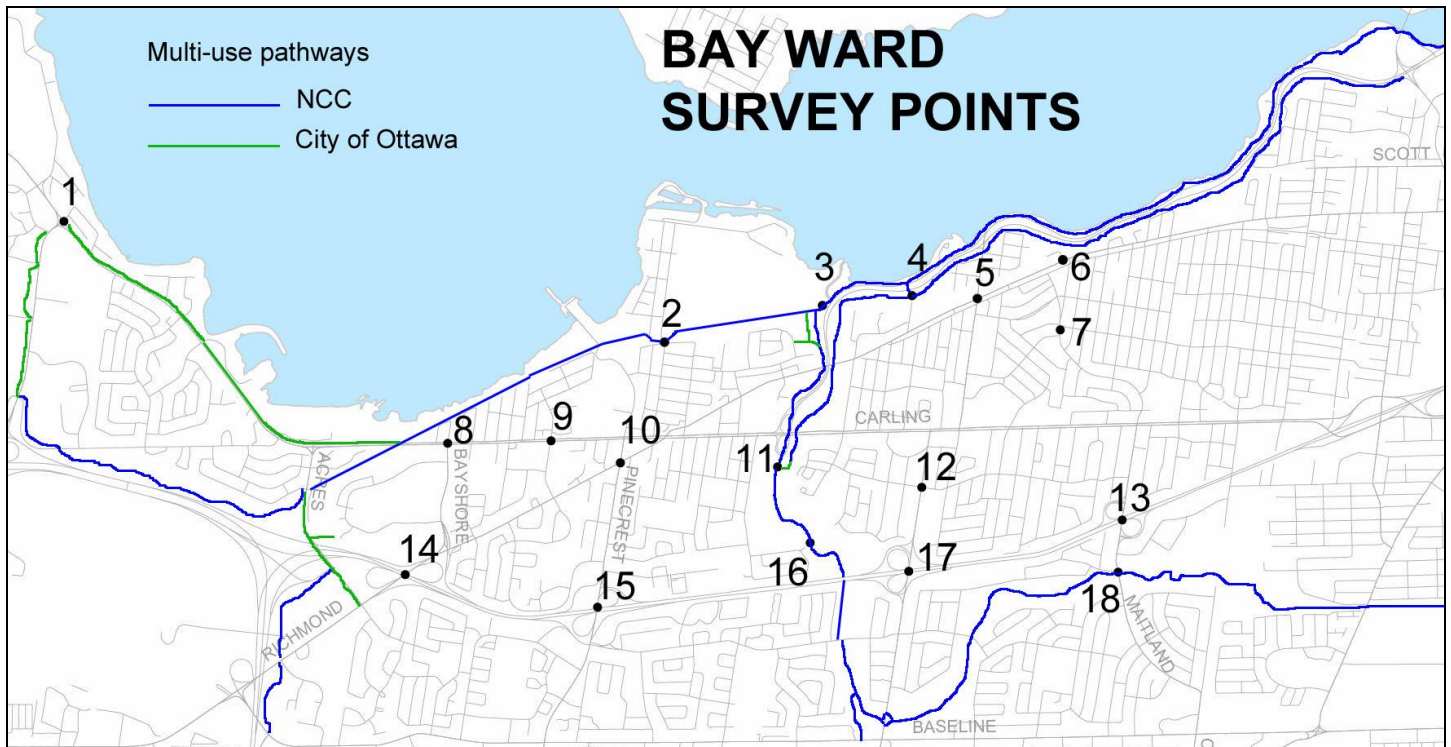 BAY WARD
SURVEY POINTS
Multi-use pathways
NCC
City of Ottawa
SCOTT
1
2
3
4
5
6
7
CARLING
8
9
10
11
12
13
ACRES
BAYSHORE
PINECREST
14
15
16
17
18
RICHMOND
MAITLAND
BASELINE